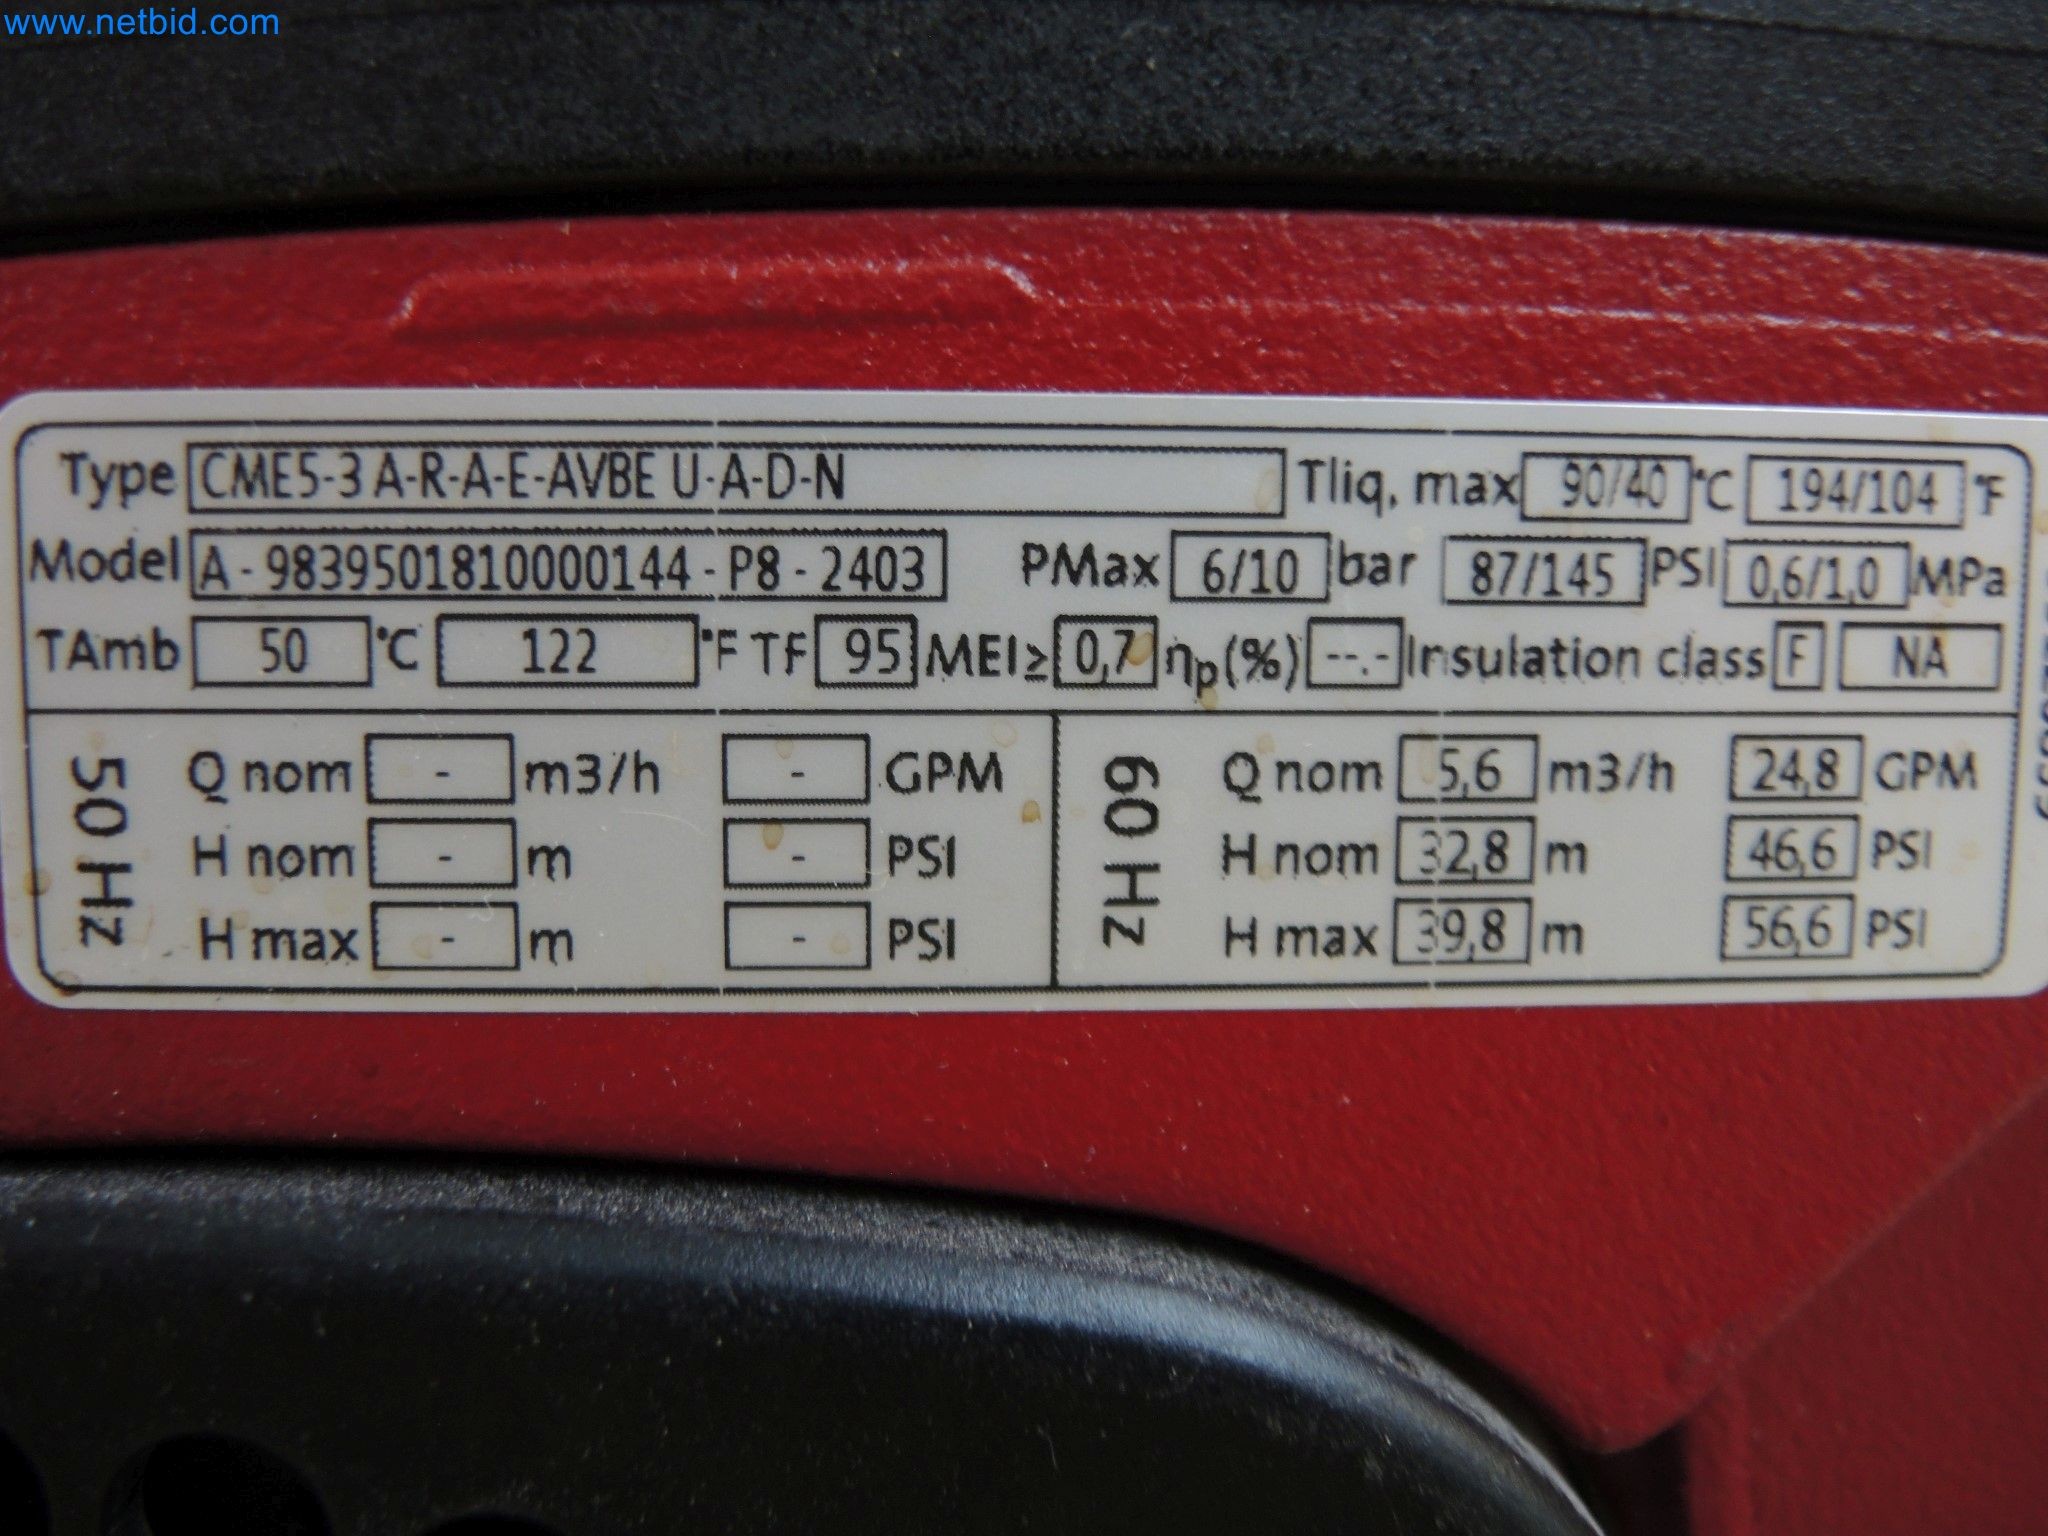 www.netbid.com
Type CME5-3 A-R-A-E-AVBE U-A-D-N Tliq, max 90/40 °C 194/104 °F
Model A - 9839501810000144 - P8 - 2403 PMax 6/10 bar 87/145 PSI 0,6/1,0 MPa
TAmb 50 °C 122 °F TF 95 MEI≥ 0,7 ηp(%) --.- Insulation class F NA
50 Hz
Q nom - m3/h - GPM
H nom - m - PSI
H max - m - PSI
60 Hz
Q nom 5,6 m3/h 24,8 GPM
H nom 32,8 m 46,6 PSI
H max 39,8 m 56,6 PSI